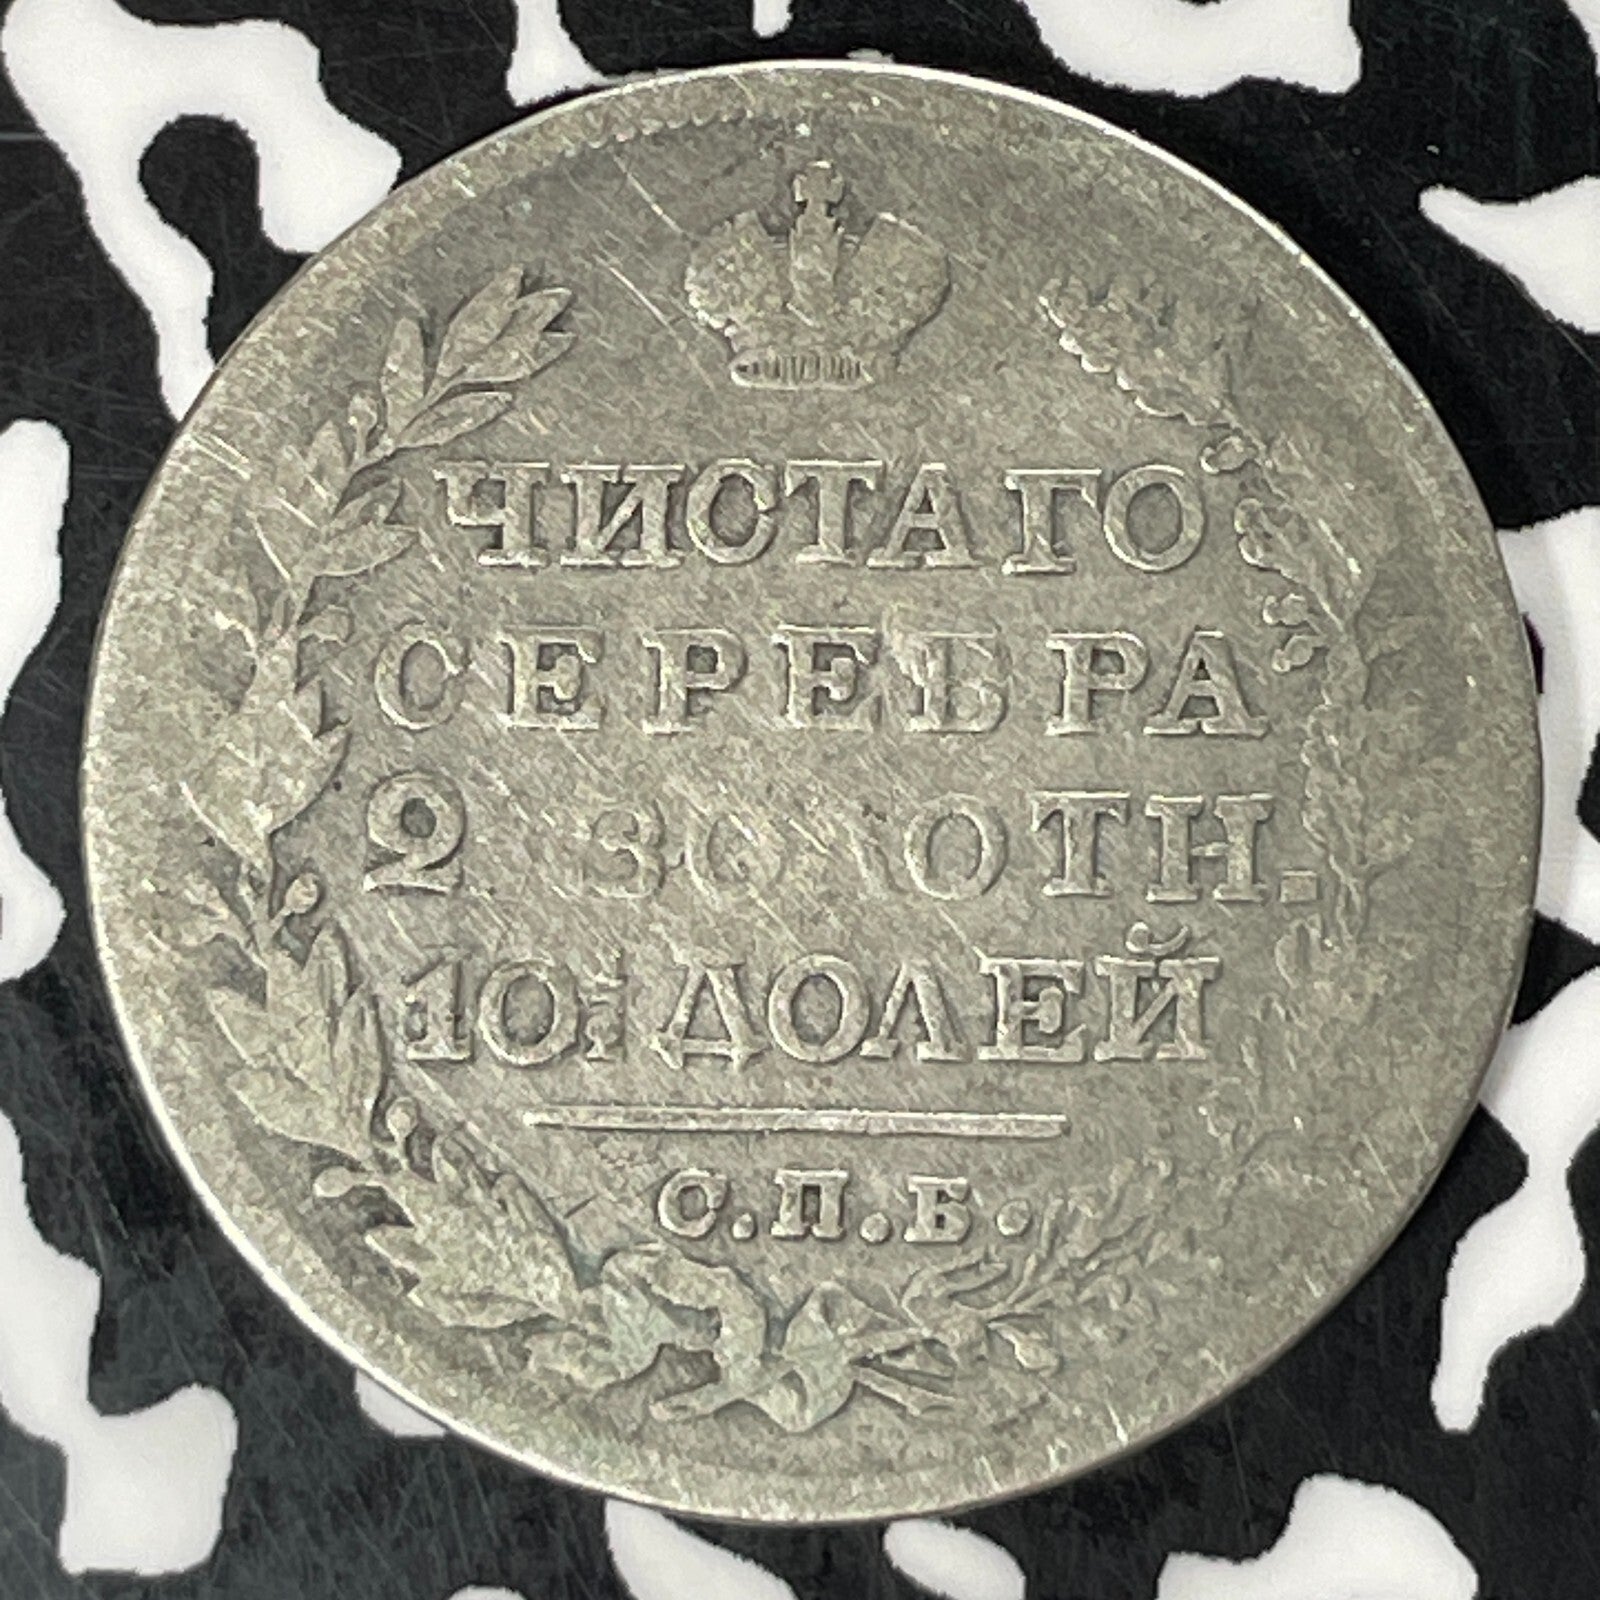 ЧИСТАГО
СЕРЕБРА
2 ЗОЛОТН.
10½ ДОЛЕЙ
С.П.Б.